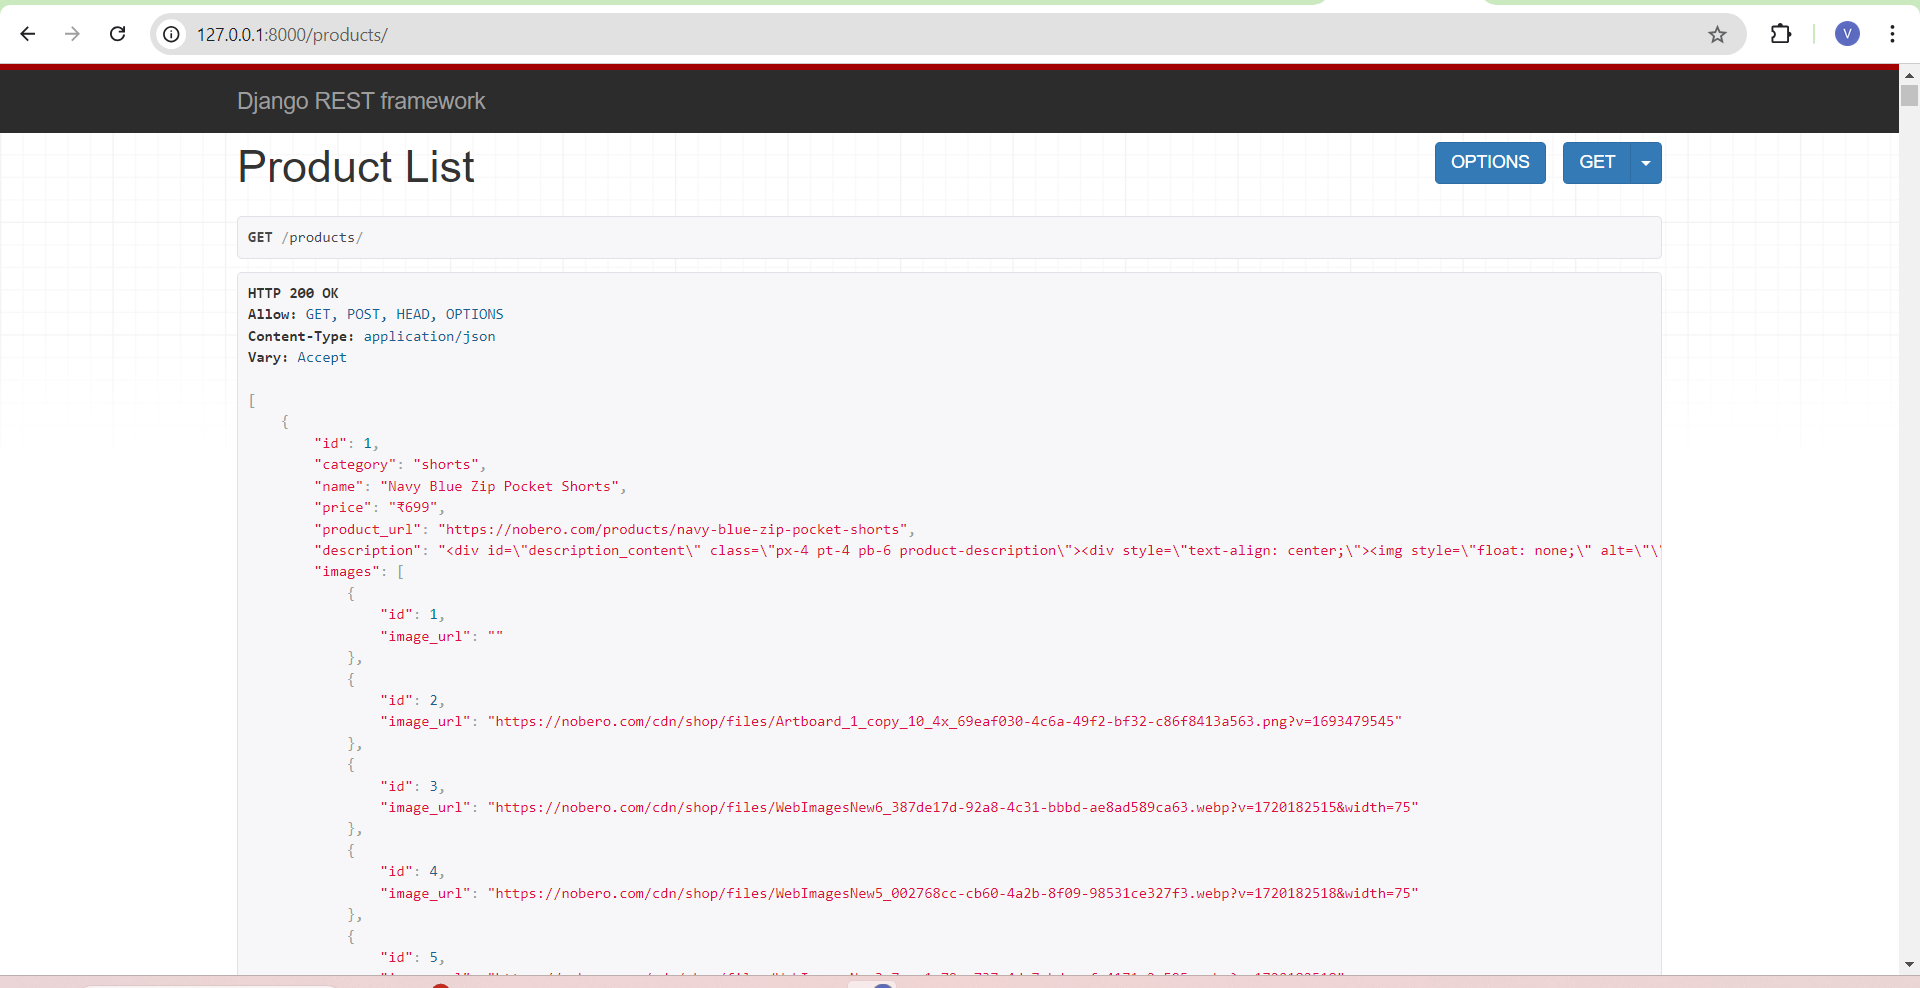 127.0.0.1:8000/products/
V
Django REST framework
Product List
OPTIONS
GET
GET /products/
HTTP 200 OK
Allow: GET, POST, HEAD, OPTIONS
Content-Type: application/json
Vary: Accept
[
{
"id": 1,
"category": "shorts",
"name": "Navy Blue Zip Pocket Shorts",
"price": "₹699",
"product_url": "https://nobero.com/products/navy-blue-zip-pocket-shorts",
"description": "<div id=\"description_content\" class=\"px-4 pt-4 pb-6 product-description\"><div style=\"text-align: center;\"><img style=\"float: none;\" alt=\"\"
"images": [
{
"id": 1,
"image_url": ""
},
{
"id": 2,
"image_url": "https://nobero.com/cdn/shop/files/Artboard_1_copy_10_4x_69eaf030-4c6a-49f2-bf32-c86f8413a563.png?v=1693479545"
},
{
"id": 3,
"image_url": "https://nobero.com/cdn/shop/files/WebImagesNew6_387de17d-92a8-4c31-bbbd-ae8ad589ca63.webp?v=1720182515&width=75"
},
{
"id": 4,
"image_url": "https://nobero.com/cdn/shop/files/WebImagesNew5_002768cc-cb60-4a2b-8f09-98531ce327f3.webp?v=1720182518&width=75"
},
{
"id": 5,